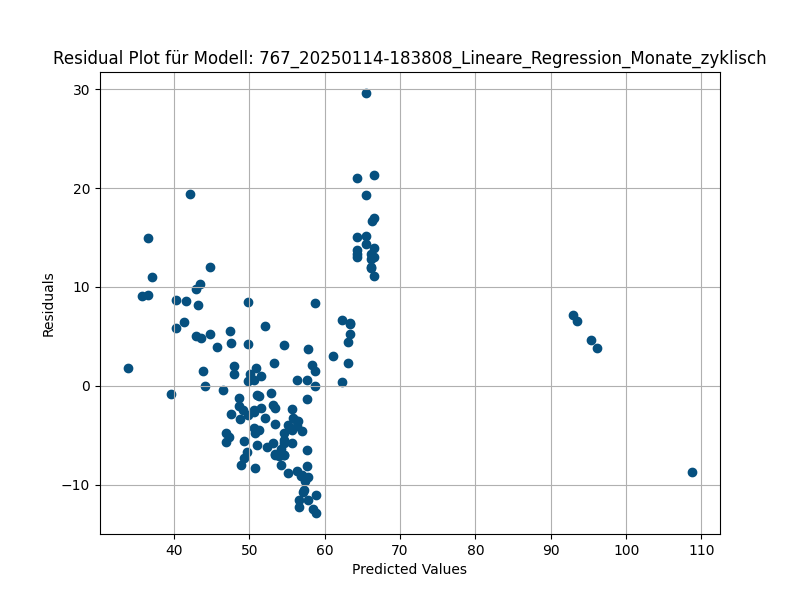 Residual Plot für Modell: 767_20250114-183808_Lineare_Regression_Monate_zyklisch
30
20
10
0
−10
Residuals
40 50 60 70 80 90 100 110
Predicted Values